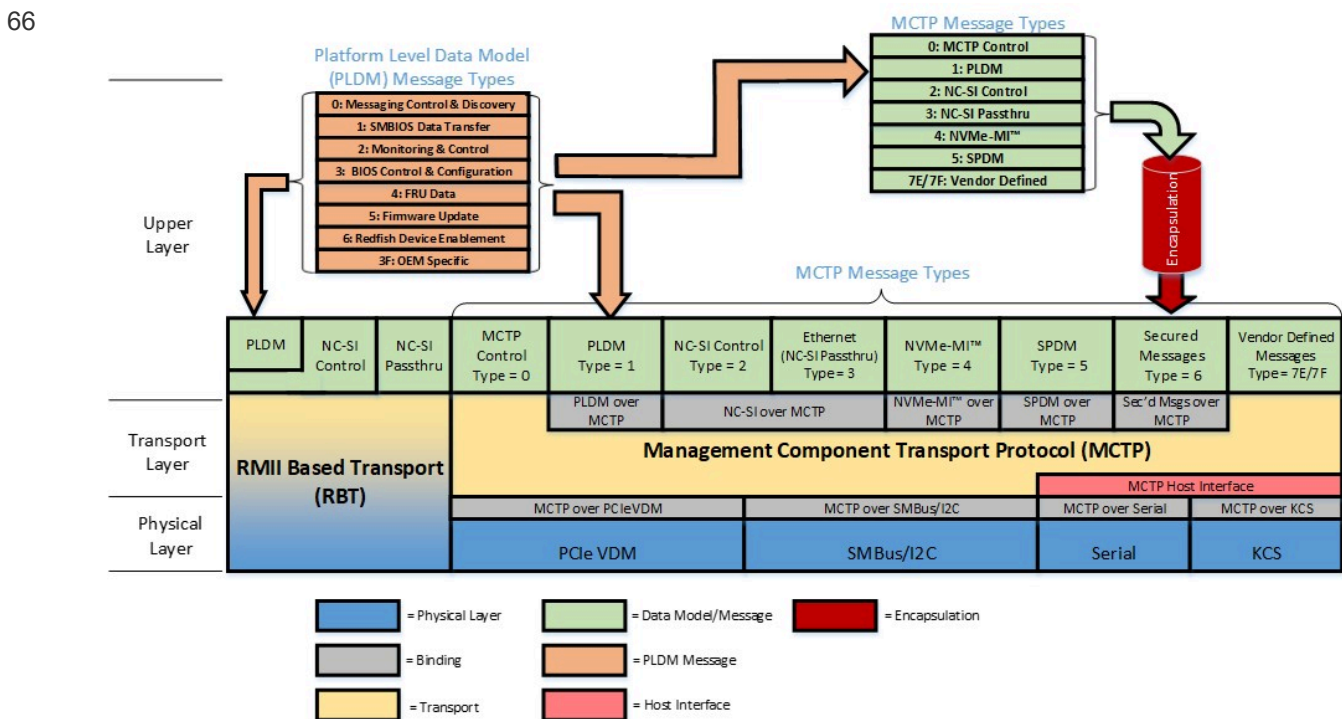 66
MCTP Message Types
0: MCTP Control
1: PLDM
2: NC-SI Control
3: NC-SI Passthru
4: NVMe-MI™
5: SPDM
7E/7F: Vendor Defined
Platform Level Data Model
(PLDM) Message Types
0: Messaging Control & Discovery
1: SMBIOS Data Transfer
2: Monitoring & Control
3: BIOS Control & Configuration
4: FRU Data
5: Firmware Update
6: Redfish Device Enablement
3F: OEM Specific
Encapsulation
Upper
Layer
MCTP Message Types
PLDM
NC-SI
Control
NC-SI
Passthru
MCTP
Control
Type = 0
PLDM
Type = 1
NC-SI Control
Type = 2
Ethernet
(NC-SI Passthru)
Type = 3
NVMe-MI™
Type = 4
SPDM
Type = 5
Secured
Messages
Type = 6
Vendor Defined
Messages
Type = 7E/7F
PLDM over
MCTP
NC-SI over MCTP
NVMe-MI™ over
MCTP
SPDM over
MCTP
Sec'd Msgs over
MCTP
Transport
Layer
RMII Based Transport
(RBT)
Management Component Transport Protocol (MCTP)
MCTP Host Interface
Physical
Layer
MCTP over PCIeVDM
MCTP over SMBus/I2C
MCTP over Serial
MCTP over KCS
PCIe VDM
SMBus/I2C
Serial
KCS
= Physical Layer
= Data Model/Message
= Encapsulation
= Binding
= PLDM Message
= Transport
= Host Interface